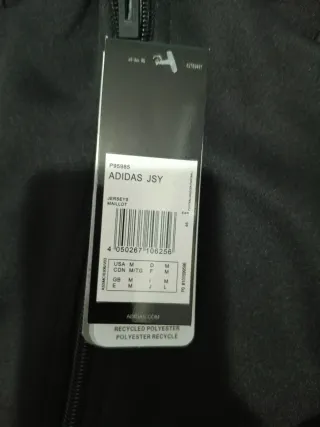 P95985
ADIDAS JSY
JERSEYS
MAILLOT
4 050267 106256
USA M D M
CDN M/TG F M
GB M I M
E M J L
ADIDAS.COM
RECYCLED POLYESTER
POLYESTER RECYCLE